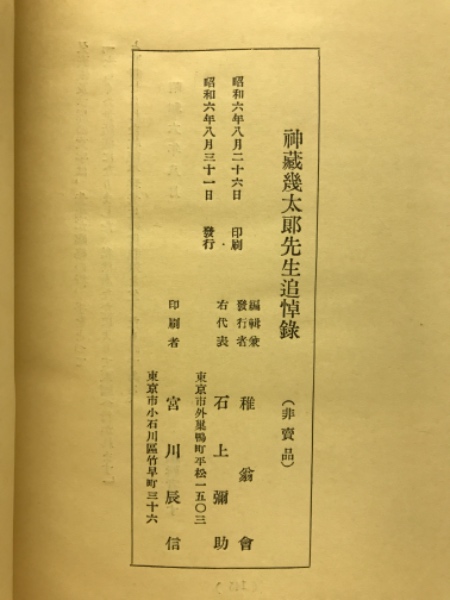 神藏幾太郞先生追悼錄
（非賣品）
昭和六年八月二十六日　印刷
昭和六年八月三十一日　發行
編輯兼發行者　稚翁會
右代表　石上彌助
東京市外巢鴨町平松一五〇三
印刷者　宮川辰信
東京市小石川區竹早町三十六